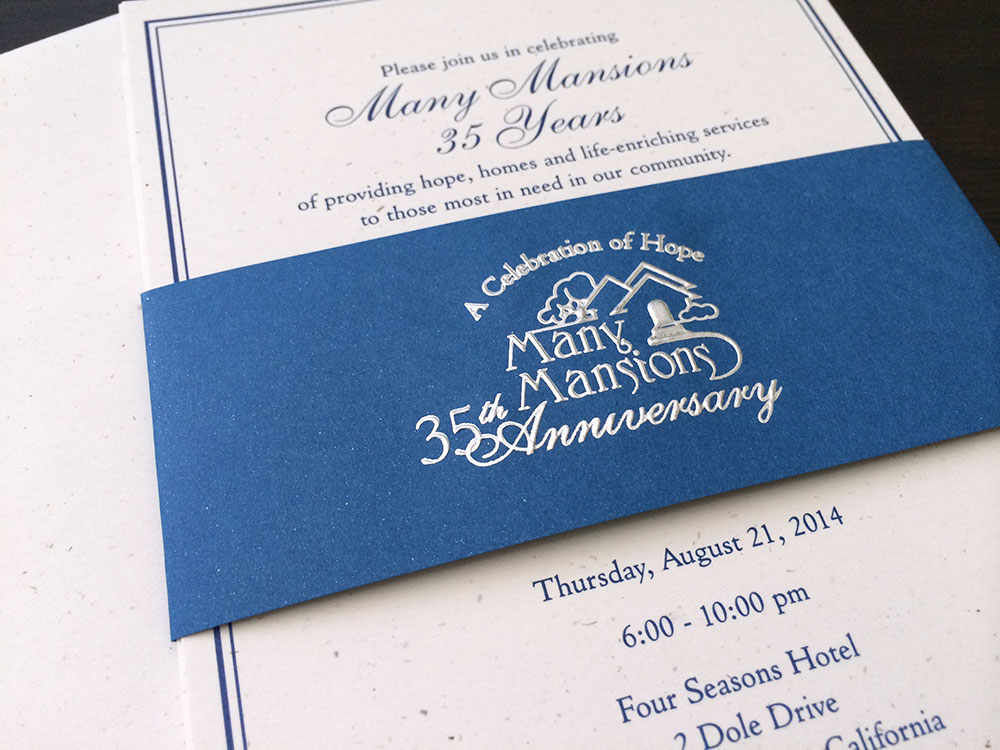 Please join us in celebrating
Many Mansions
35 Years
of providing hope, homes and life-enriching services
to those most in need in our community.
A Celebration of Hope
Many
Mansions
35th Anniversary
Thursday, August 21, 2014
6:00 - 10:00 pm
Four Seasons Hotel
2 Dole Drive
California